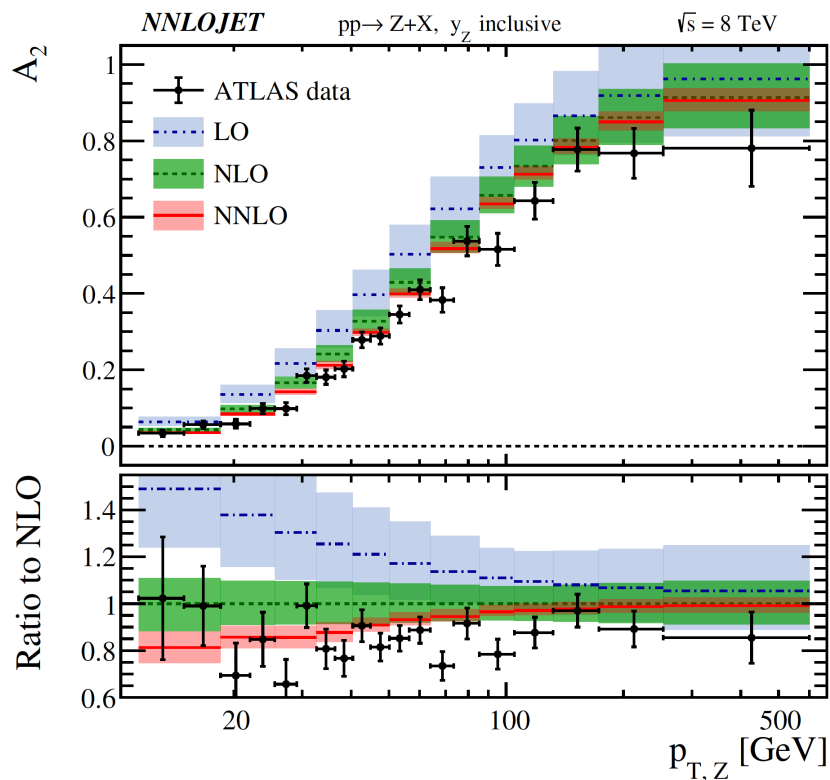 NNLOJET pp→ Z+X, y_Z inclusive √s = 8 TeV
A_2
1
0.8
0.6
0.4
0.2
0
ATLAS data
LO
NLO
NNLO
Ratio to NLO
1.4
1.2
1
0.8
0.6
20 100 500
p_T, Z [GeV]